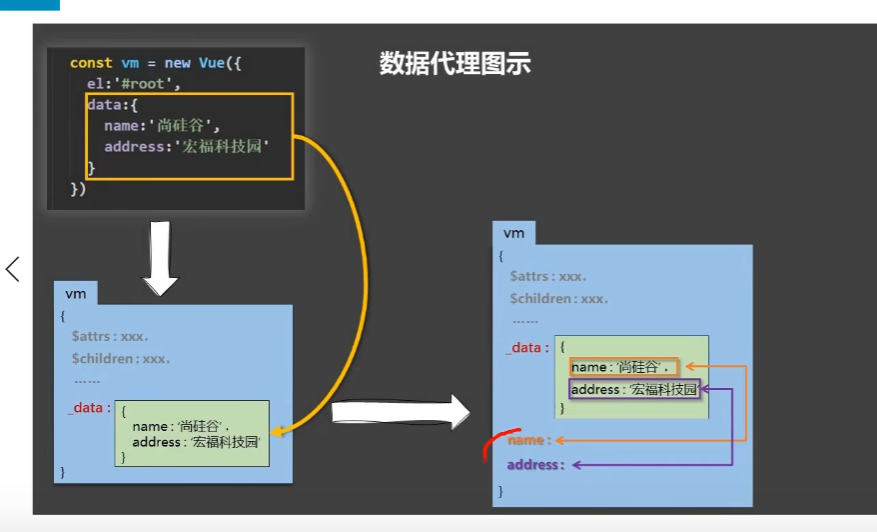 数据代理图示
const vm = new Vue({
el:'#root',
data:{
name:'尚硅谷',
address:'宏福科技园'
}
})
vm
{
$attrs : xxx.
$children : xxx.
......
_data : {
name : '尚硅谷' ,
address : '宏福科技园'
}
}
vm
{
$attrs : xxx.
$children : xxx.
......
_data : {
name : '尚硅谷' ,
address : '宏福科技园'
}
name :
address :
}